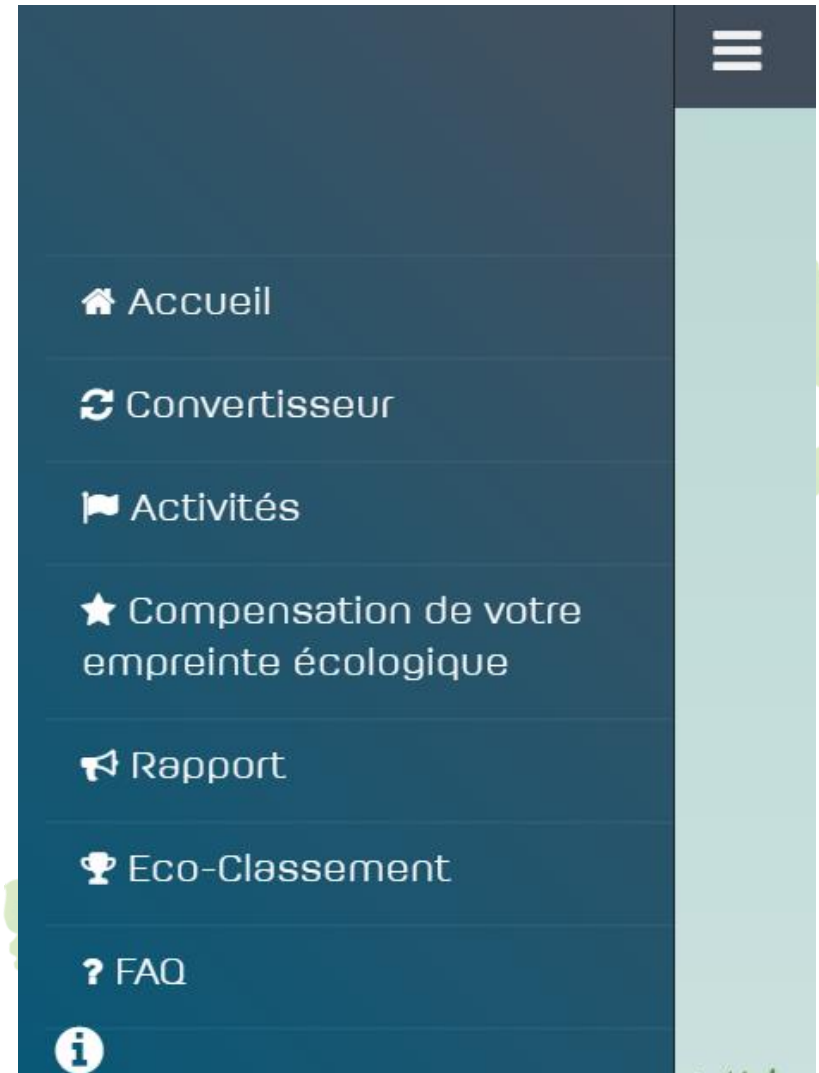 Accueil
Convertisseur
Activités
Compensation de votre
empreinte écologique
Rapport
Eco-Classement
? FAQ